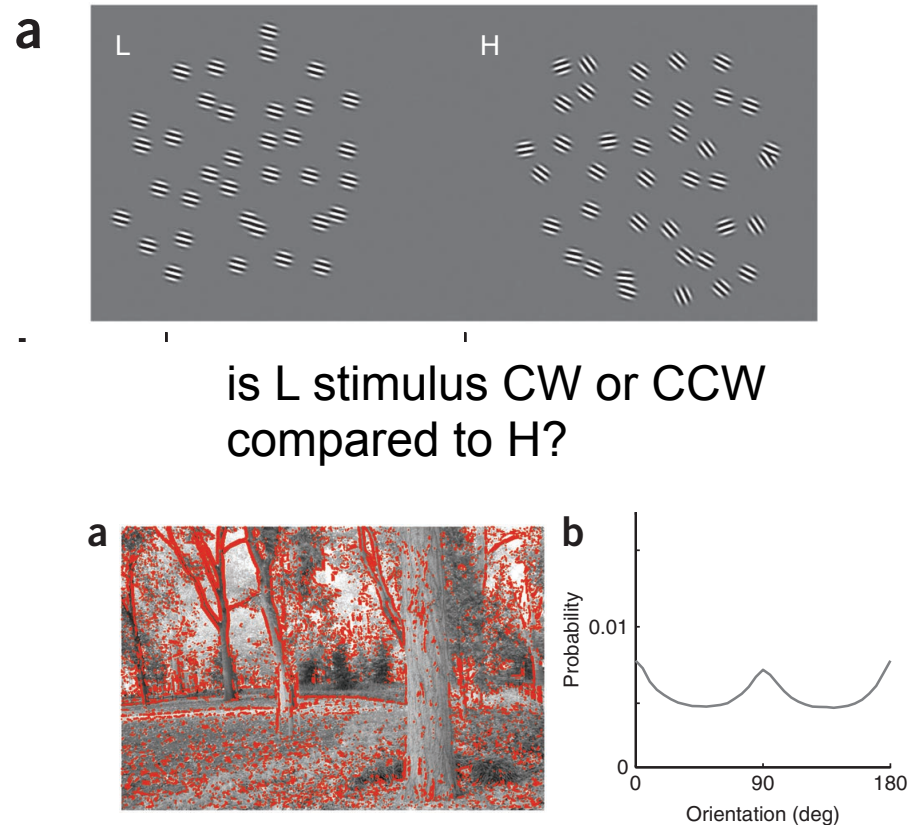 a
L H
is L stimulus CW or CCW
compared to H?
a
b
Probability
0.01
0
0 90 180
Orientation (deg)